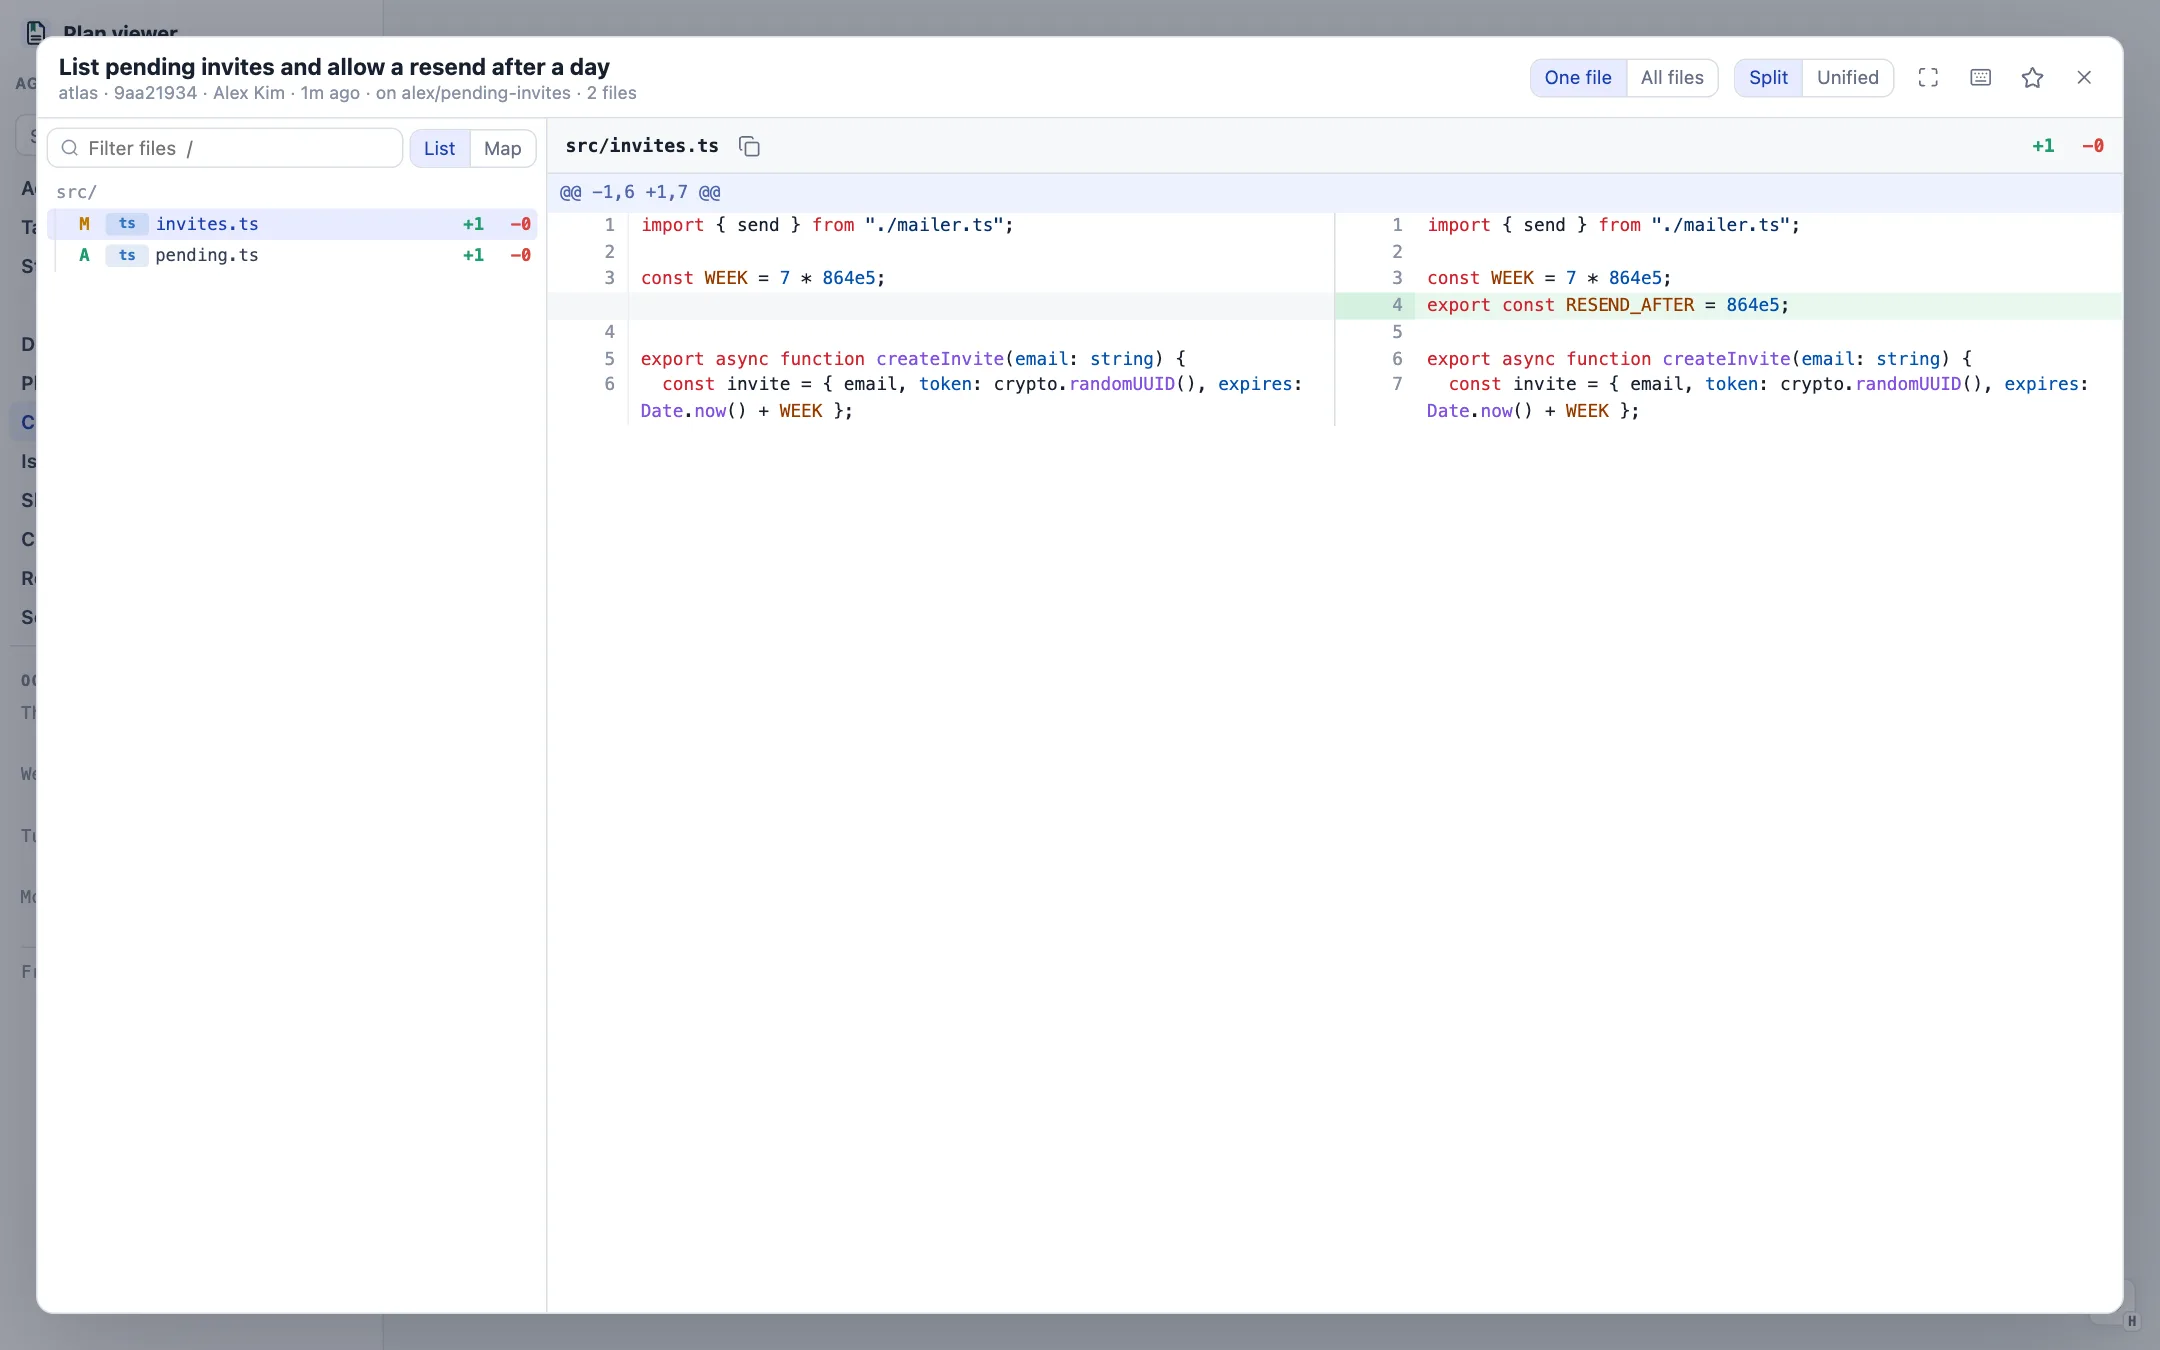 Plan viewer
List pending invites and allow a resend after a day
atlas · 9aa21934 · Alex Kim · 1m ago · on alex/pending-invites · 2 files
One file
All files
Split
Unified
Filter files /
List
Map
src/
M ts invites.ts +1 −0
A ts pending.ts +1 −0
src/invites.ts
+1 −0
@@ −1,6 +1,7 @@
1 import { send } from "./mailer.ts";
2
3 const WEEK = 7 * 864e5;
4
5 export async function createInvite(email: string) {
6 const invite = { email, token: crypto.randomUUID(), expires:
Date.now() + WEEK };
1 import { send } from "./mailer.ts";
2
3 const WEEK = 7 * 864e5;
4 export const RESEND_AFTER = 864e5;
5
6 export async function createInvite(email: string) {
7 const invite = { email, token: crypto.randomUUID(), expires:
Date.now() + WEEK };
H